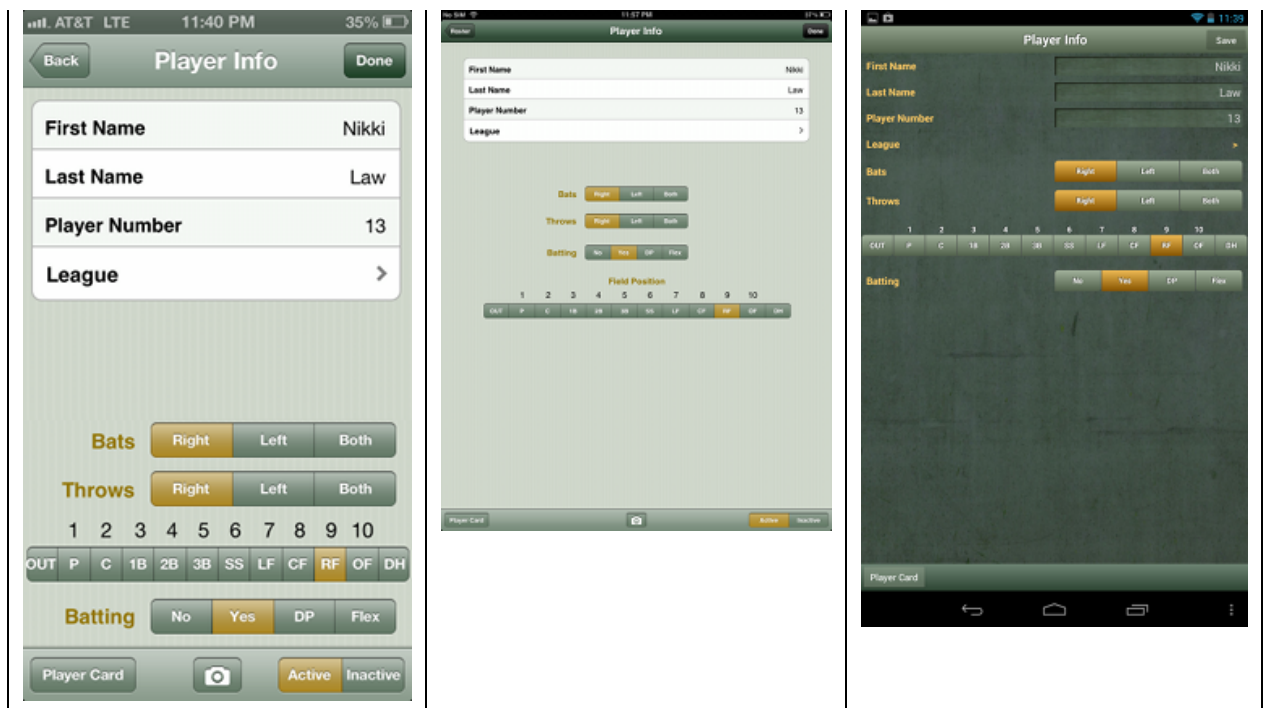 AT&T LTE 11:40 PM 35%
Back Player Info Done
First Name Nikki
Last Name Law
Player Number 13
League
Bats Right Left Both
Throws Right Left Both
1 2 3 4 5 6 7 8 9 10
OUT P C 1B 2B 3B SS LF CF RF OF DH
Batting No Yes DP Flex
Player Card Active Inactive
No SIM 11:57 PM
Roster Player Info Done
First Name Nikki
Last Name Law
Player Number 13
League
Bats Right Left Both
Throws Right Left Both
Batting No Yes DP Flex
Field Position
1 2 3 4 5 6 7 8 9 10
OUT P C 1B 2B 3B SS LF CF RF OF DH
Player Card Active Inactive
11:39
Player Info Save
First Name Nikki
Last Name Law
Player Number 13
League
Bats Right Left Both
Throws Right Left Both
1 2 3 4 5 6 7 8 9 10
OUT P C 1B 2B 3B SS LF CF RF OF DH
Batting No Yes DP Flex
Player Card